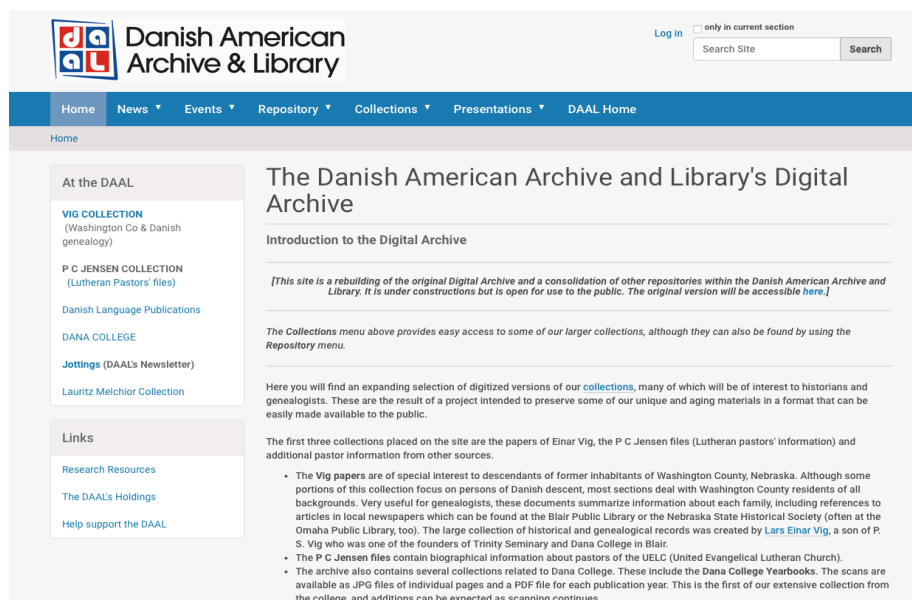 da
aL
Danish American
Archive & Library
Log in
only in current section
Search Site
Search
Home
News
Events
Repository
Collections
Presentations
DAAL Home
Home
At the DAAL
VIG COLLECTION
(Washington Co & Danish
genealogy)
P C JENSEN COLLECTION
(Lutheran Pastors' files)
Danish Language Publications
DANA COLLEGE
Jottings (DAAL's Newsletter)
Lauritz Melchior Collection
Links
Research Resources
The DAAL's Holdings
Help support the DAAL
The Danish American Archive and Library's Digital
Archive
Introduction to the Digital Archive
[This site is a rebuilding of the original Digital Archive and a consolidation of other repositories within the Danish American Archive and
Library. It is under constructions but is open for use to the public. The original version will be accessible here.]
The Collections menu above provides easy access to some of our larger collections, although they can also be found by using the
Repository menu.
Here you will find an expanding selection of digitized versions of our collections, many of which will be of interest to historians and
genealogists. These are the result of a project intended to preserve some of our unique and aging materials in a format that can be
easily made available to the public.
The first three collections placed on the site are the papers of Einar Vig, the P C Jensen files (Lutheran pastors' information) and
additional pastor information from other sources.
• The Vig papers are of special interest to descendants of former inhabitants of Washington County, Nebraska. Although some
portions of this collection focus on persons of Danish descent, most sections deal with Washington County residents of all
backgrounds. Very useful for genealogists, these documents summarize information about each family, including references to
articles in local newspapers which can be found at the Blair Public Library or the Nebraska State Historical Society (often at the
Omaha Public Library, too). The large collection of historical and genealogical records was created by Lars Einar Vig, a son of P.
S. Vig who was one of the founders of Trinity Seminary and Dana College in Blair.
• The P C Jensen files contain biographical information about pastors of the UELC (United Evangelical Lutheran Church).
• The archive also contains several collections related to Dana College. These include the Dana College Yearbooks. The scans are
available as JPG files of individual pages and a PDF file for each publication year. This is the first of our extensive collection from
the college, and additions can be expected as scanning continues.